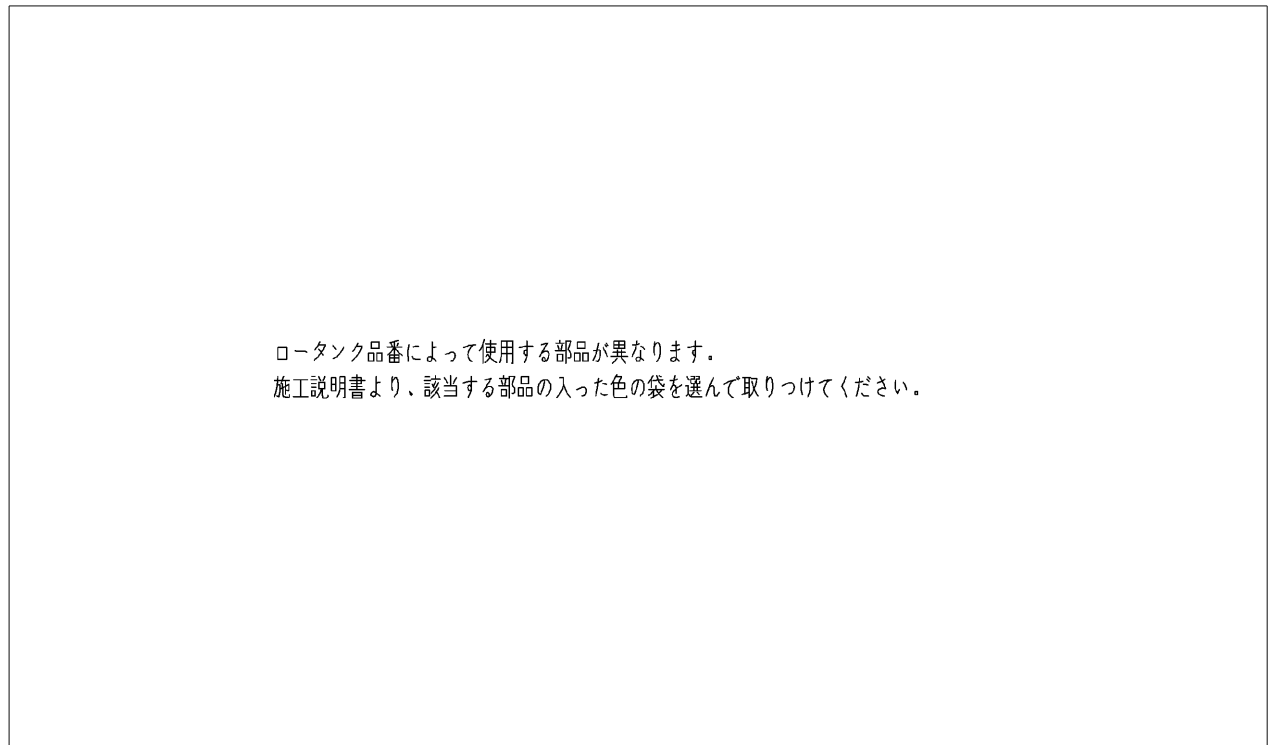 ロータンク品番によって使用する部品が異なります。
施工説明書より、該当する部品の入った色の袋を選んで取りつけてください。